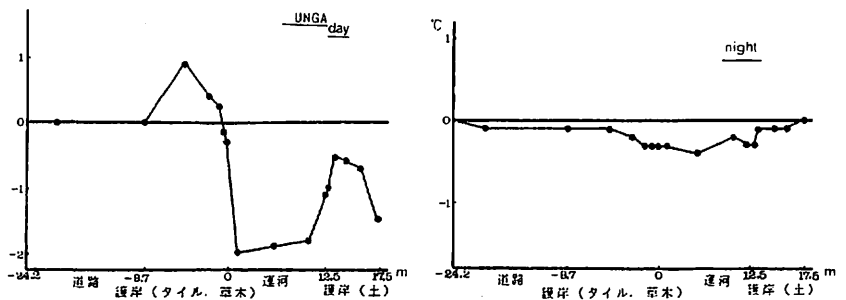 UNGA
day
1
0
-1
-2
-24.2 道路 -8.7 0 運河 12.5 17.5 m
護岸（タイル．草木） 護岸（土）
℃
night
1
0
-1
-24.2 道路 -8.7 0 運河 12.5 17.5 m
護岸（タイル．草木） 護岸（土）